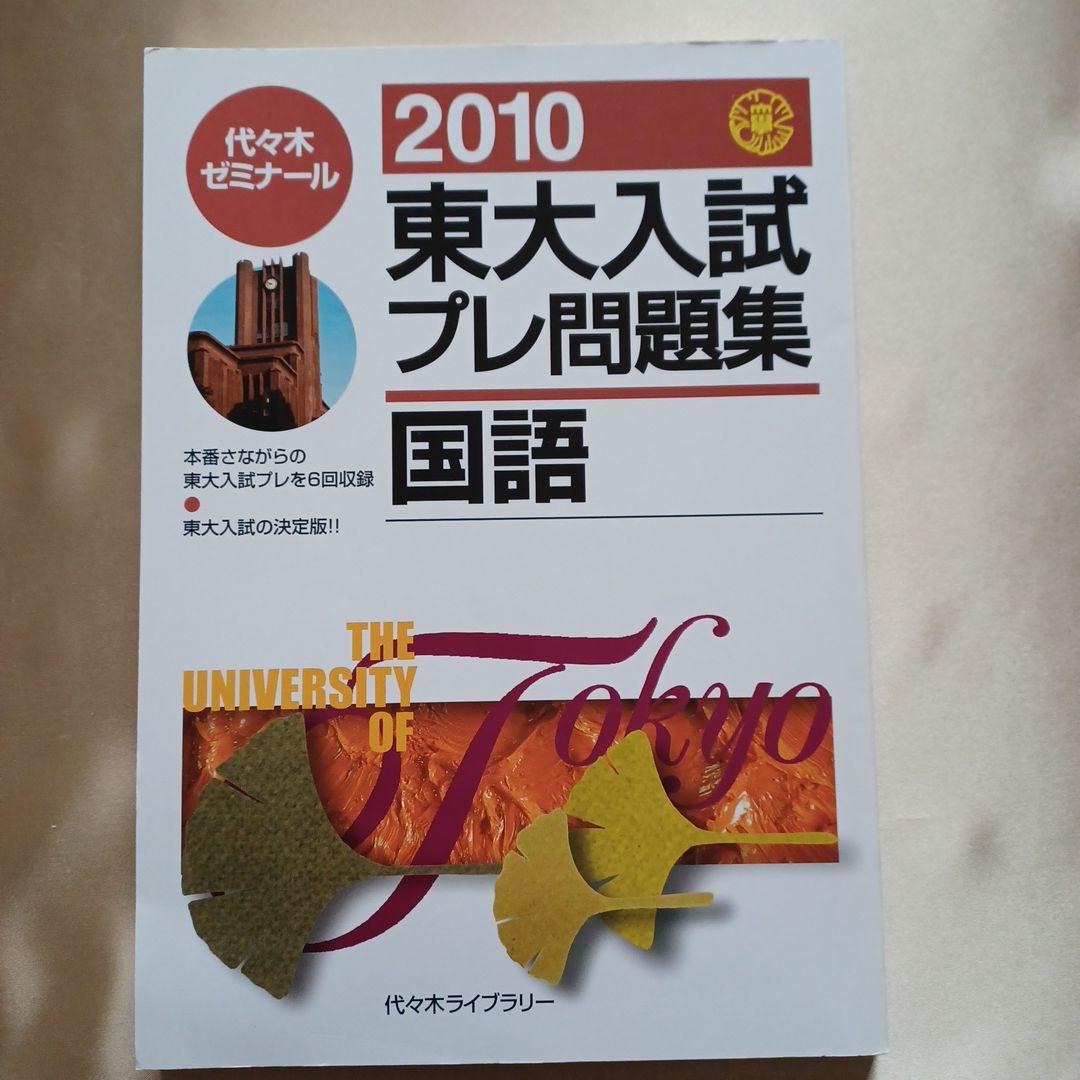 代々木
ゼミナール
2010
東大入試
プレ問題集
国語
本番さながらの
東大入試プレを6回収録
東大入試の決定版!!
THE
UNIVERSITY
OF
Tokyo
代々木ライブラリー